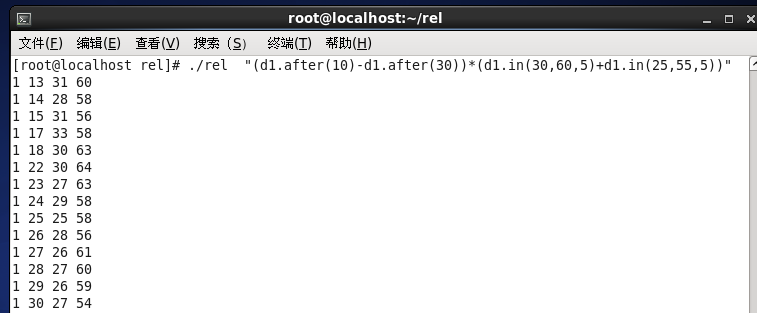 root@localhost:~/rel
文件(F) 编辑(E) 查看(V) 搜索 (S) 终端(T) 帮助(H)
[root@localhost rel]# ./rel  "(d1.after(10)-d1.after(30))*(d1.in(30,60,5)+d1.in(25,55,5))"
1 13 31 60
1 14 28 58
1 15 31 56
1 17 33 58
1 18 30 63
1 22 30 64
1 23 27 63
1 24 29 58
1 25 25 58
1 26 28 56
1 27 26 61
1 28 27 60
1 29 26 59
1 30 27 54